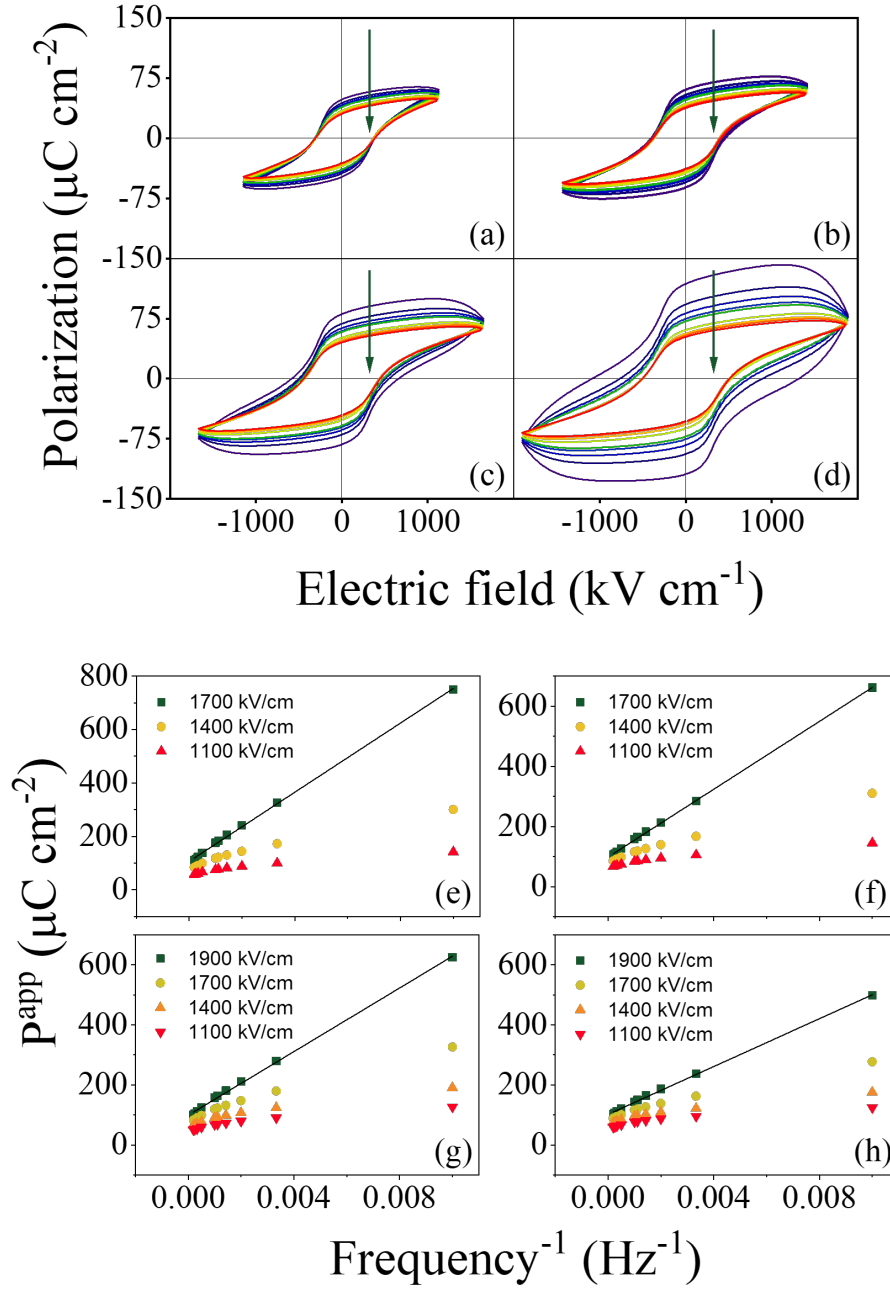 Polarization (μC cm-2)
150
75
0
-75
-150
75
0
-75
-150
(a)
(b)
(c)
(d)
-1000 0 1000
-1000 0 1000
Electric field (kV cm-1)
Papp (μC cm-2)
800
600
400
200
0
1700 kV/cm
1400 kV/cm
1100 kV/cm
(e)
600
400
200
0
1700 kV/cm
1400 kV/cm
1100 kV/cm
(f)
600
400
200
0
1900 kV/cm
1700 kV/cm
1400 kV/cm
1100 kV/cm
(g)
600
400
200
0
1900 kV/cm
1700 kV/cm
1400 kV/cm
1100 kV/cm
(h)
0.000 0.004 0.008
0.000 0.004 0.008
Frequency-1 (Hz-1)